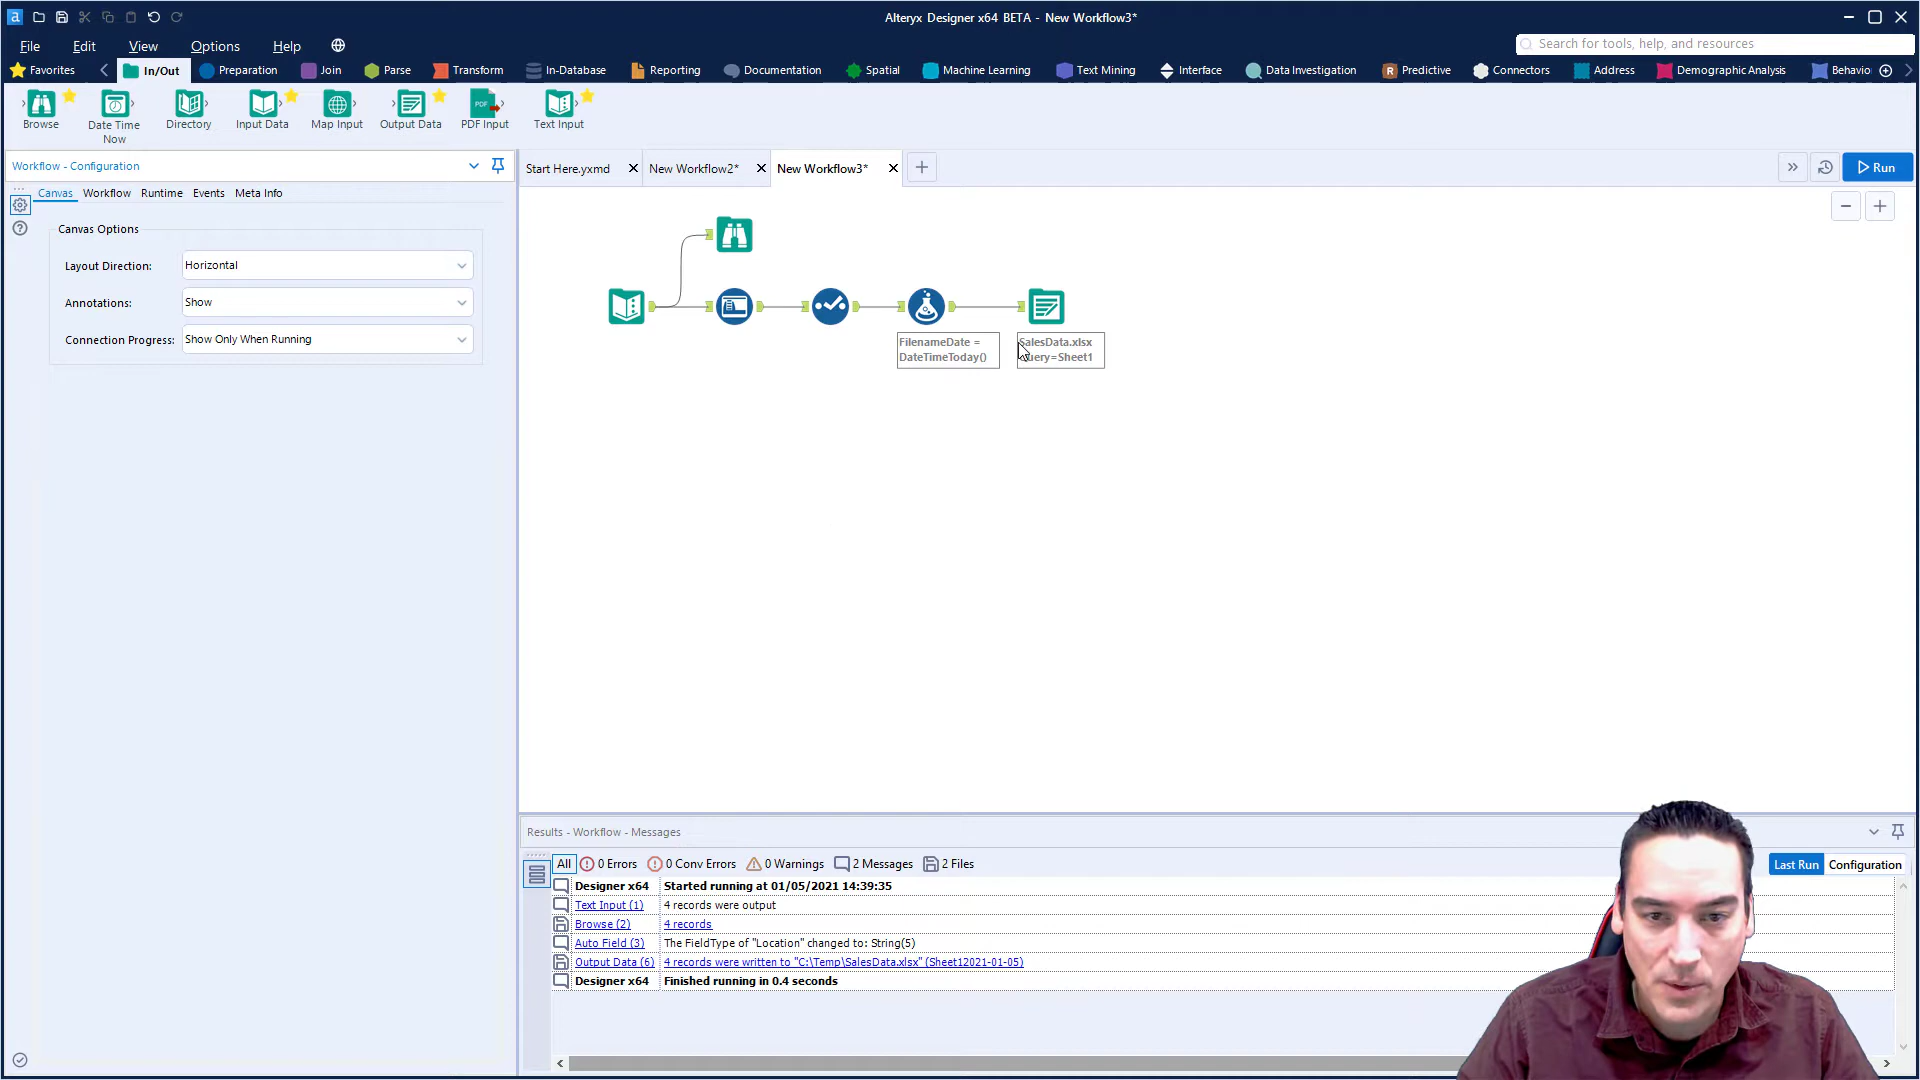 Alteryx Designer x64 BETA - New Workflow3*
File Edit View Options Help
Search for tools, help, and resources
Favorites In/Out Preparation Join Parse Transform In-Database Reporting Documentation Spatial Machine Learning Text Mining Interface Data Investigation Predictive Connectors Address Demographic Analysis Behavio
Browse Date Time Now Directory Input Data Map Input Output Data PDF Input Text Input
Workflow - Configuration
Start Here.yxmd New Workflow2* New Workflow3*
Run
Canvas Workflow Runtime Events Meta Info
Canvas Options
Layout Direction: Horizontal
Annotations: Show
Connection Progress: Show Only When Running
FilenameDate =
DateTimeToday()
SalesData.xlsx
Query=Sheet1
Results - Workflow - Messages
All 0 Errors 0 Conv Errors 0 Warnings 2 Messages 2 Files
Last Run Configuration
Designer x64 Started running at 01/05/2021 14:39:35
Text Input (1) 4 records were output
Browse (2) 4 records
Auto Field (3) The FieldType of "Location" changed to: String(5)
Output Data (6) 4 records were written to "C:\Temp\SalesData.xlsx" (Sheet12021-01-05)
Designer x64 Finished running in 0.4 seconds